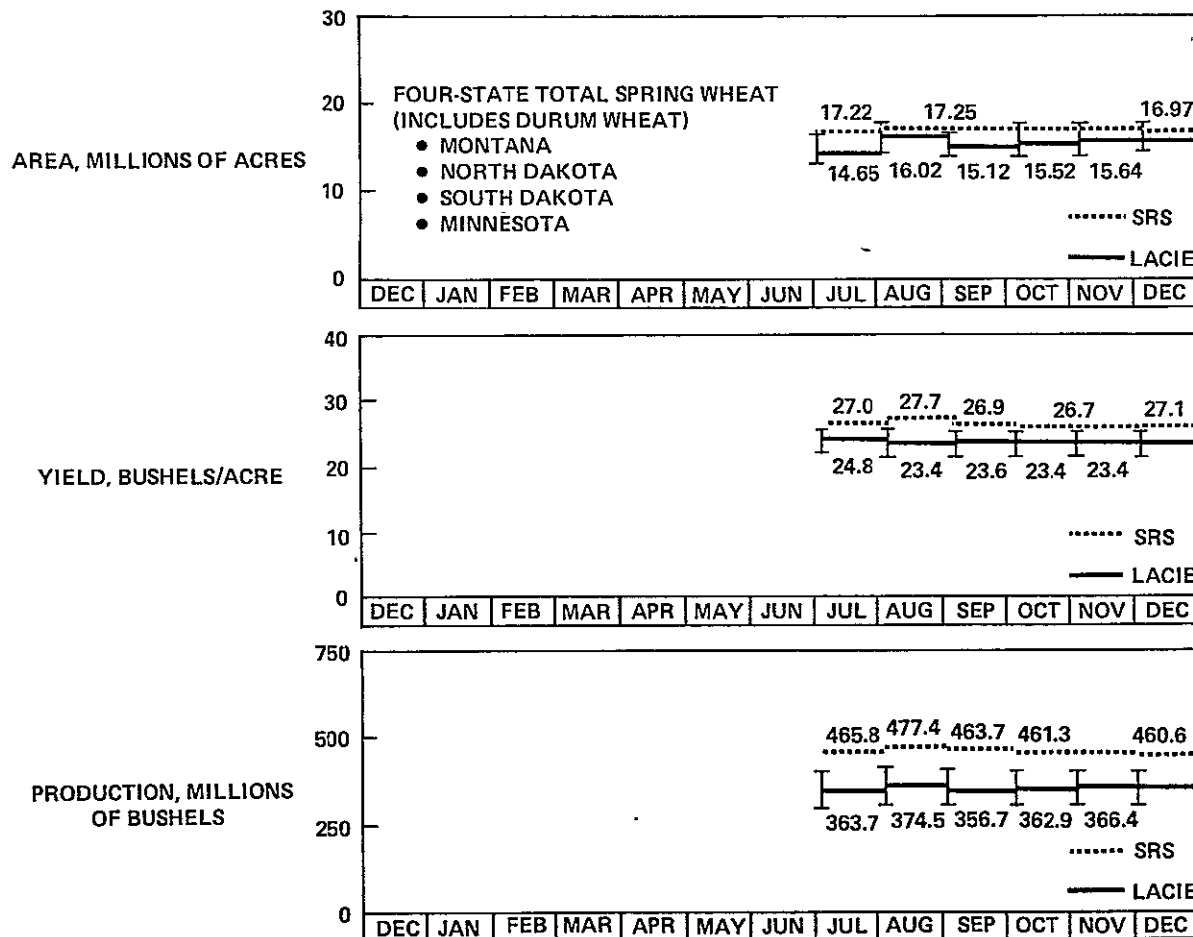 30
20
10
0
AREA, MILLIONS OF ACRES
FOUR-STATE TOTAL SPRING WHEAT
(INCLUDES DURUM WHEAT)
• MONTANA
• NORTH DAKOTA
• SOUTH DAKOTA
• MINNESOTA
17.22 17.25 16.97
14.65 16.02 15.12 15.52 15.64
SRS
LACIE
DEC JAN FEB MAR APR MAY JUN JUL AUG SEP OCT NOV DEC
40
30
20
10
0
YIELD, BUSHELS/ACRE
27.0 27.7 26.9 26.7 27.1
24.8 23.4 23.6 23.4 23.4
SRS
LACIE
DEC JAN FEB MAR APR MAY JUN JUL AUG SEP OCT NOV DEC
750
500
250
0
PRODUCTION, MILLIONS
OF BUSHELS
465.8 477.4 463.7 461.3 460.6
363.7 374.5 356.7 362.9 366.4
SRS
LACIE
DEC JAN FEB MAR APR MAY JUN JUL AUG SEP OCT NOV DEC